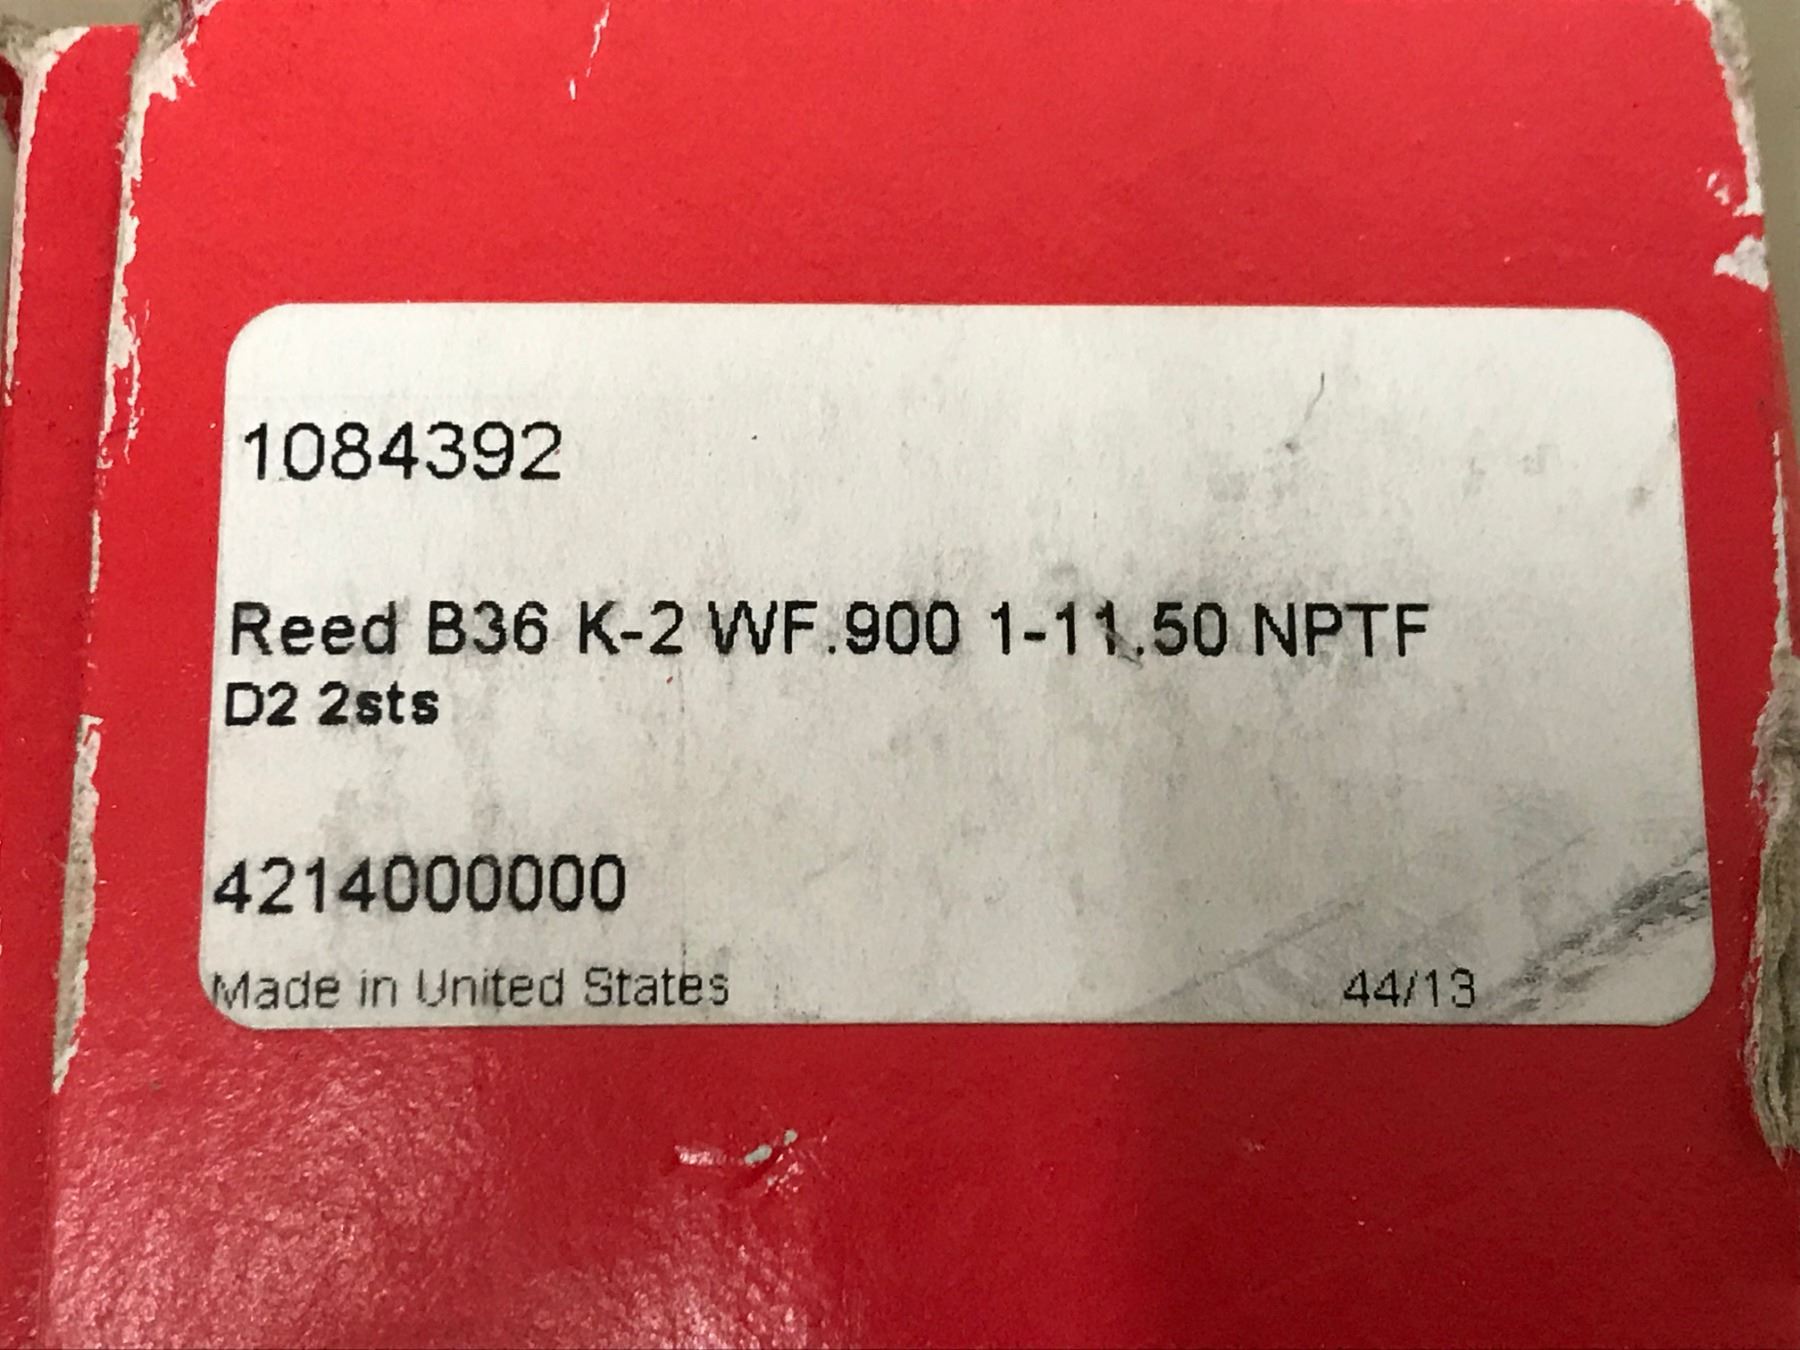 1084392
Reed B36 K-2 WF.900 1-11.50 NPTF
D2 2sts
4214000000
Made in United States 44/13